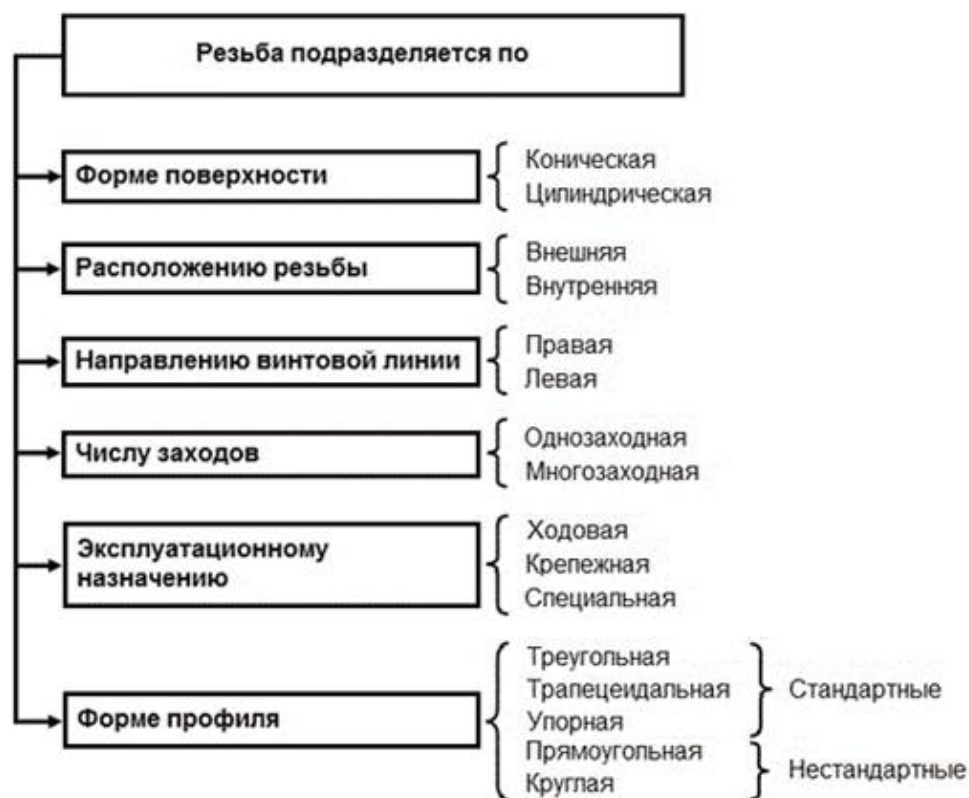 Резьба подразделяется по
Форме поверхности
Коническая
Цилиндрическая
Расположению резьбы
Внешняя
Внутренняя
Направлению винтовой линии
Правая
Левая
Числу заходов
Однозаходная
Многозаходная
Эксплуатационному
назначению
Ходовая
Крепежная
Специальная
Форме профиля
Треугольная
Трапецеидальная
Упорная
Стандартные
Прямоугольная
Круглая
Нестандартные